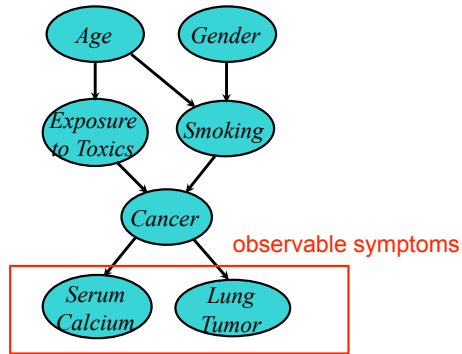 Age
Gender
Exposure
to Toxics
Smoking
Cancer
observable symptoms
Serum
Calcium
Lung
Tumor